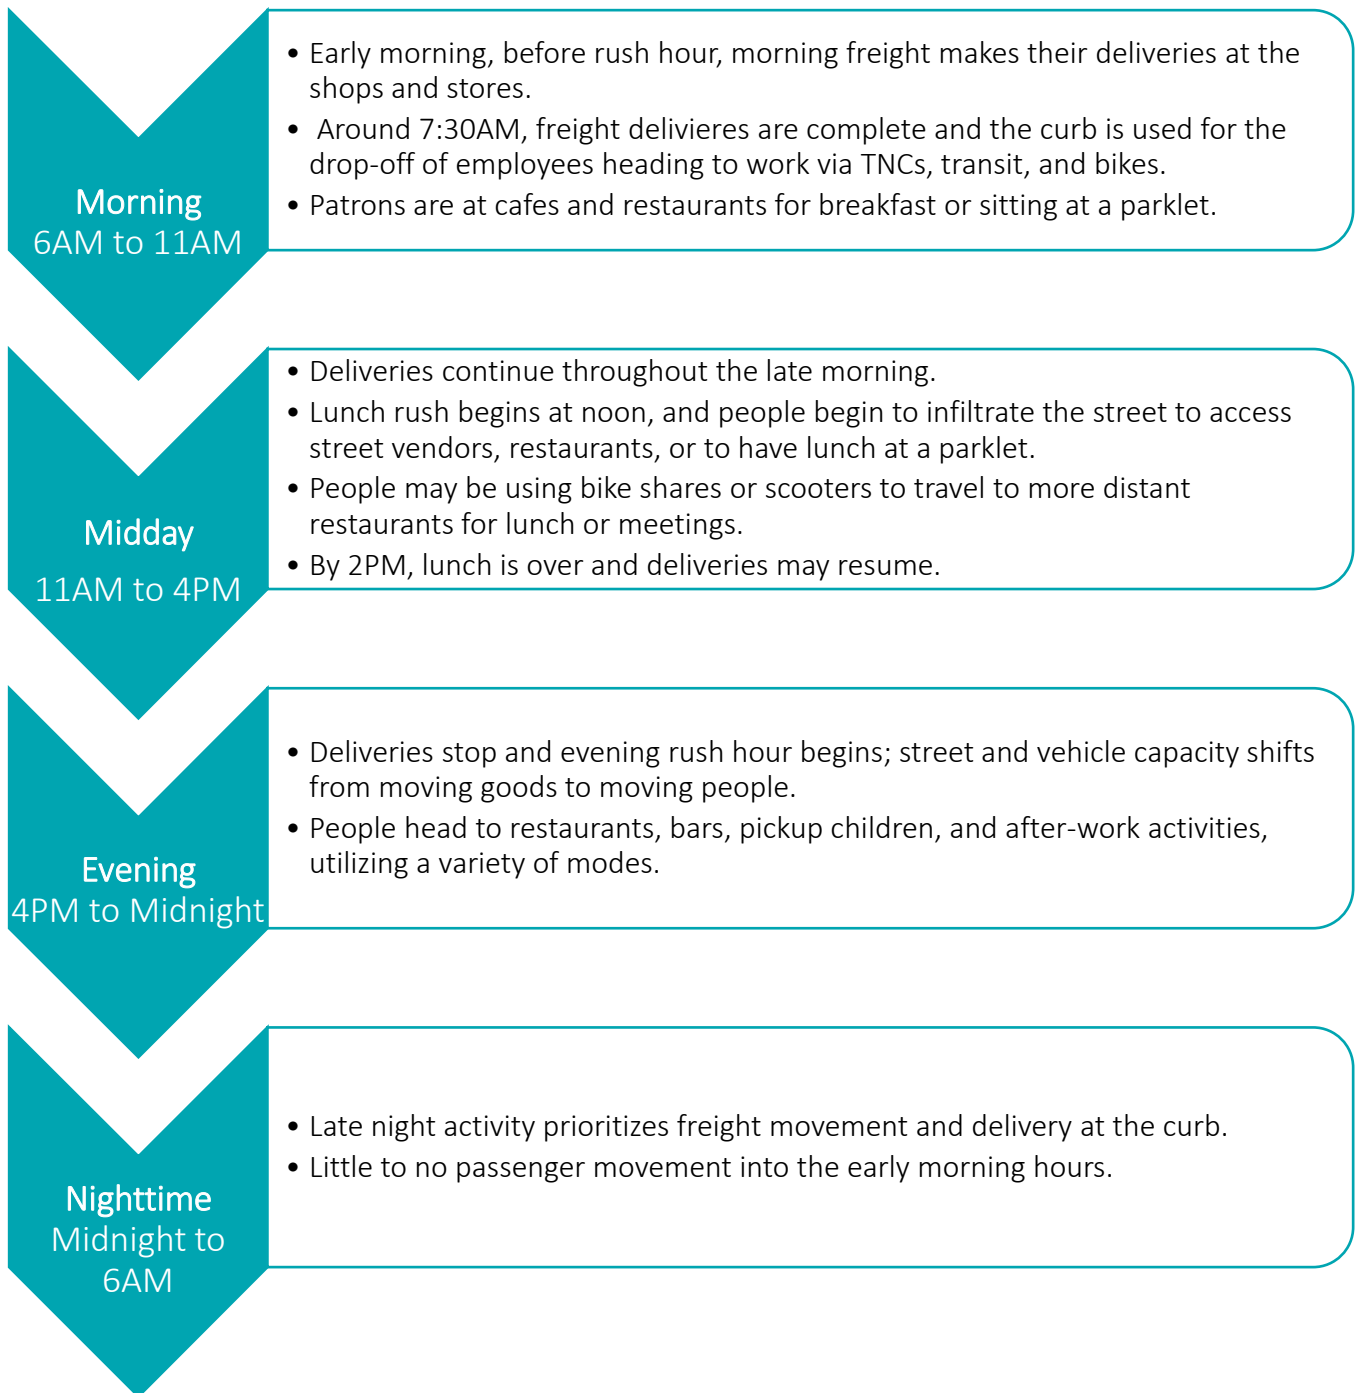 Morning
6AM to 11AM
• Early morning, before rush hour, morning freight makes their deliveries at the
shops and stores.
• Around 7:30AM, freight delivieres are complete and the curb is used for the
drop-off of employees heading to work via TNCs, transit, and bikes.
• Patrons are at cafes and restaurants for breakfast or sitting at a parklet.
Midday
11AM to 4PM
• Deliveries continue throughout the late morning.
• Lunch rush begins at noon, and people begin to infiltrate the street to access
street vendors, restaurants, or to have lunch at a parklet.
• People may be using bike shares or scooters to travel to more distant
restaurants for lunch or meetings.
• By 2PM, lunch is over and deliveries may resume.
Evening
4PM to Midnight
• Deliveries stop and evening rush hour begins; street and vehicle capacity shifts
from moving goods to moving people.
• People head to restaurants, bars, pickup children, and after-work activities,
utilizing a variety of modes.
Nighttime
Midnight to
6AM
• Late night activity prioritizes freight movement and delivery at the curb.
• Little to no passenger movement into the early morning hours.